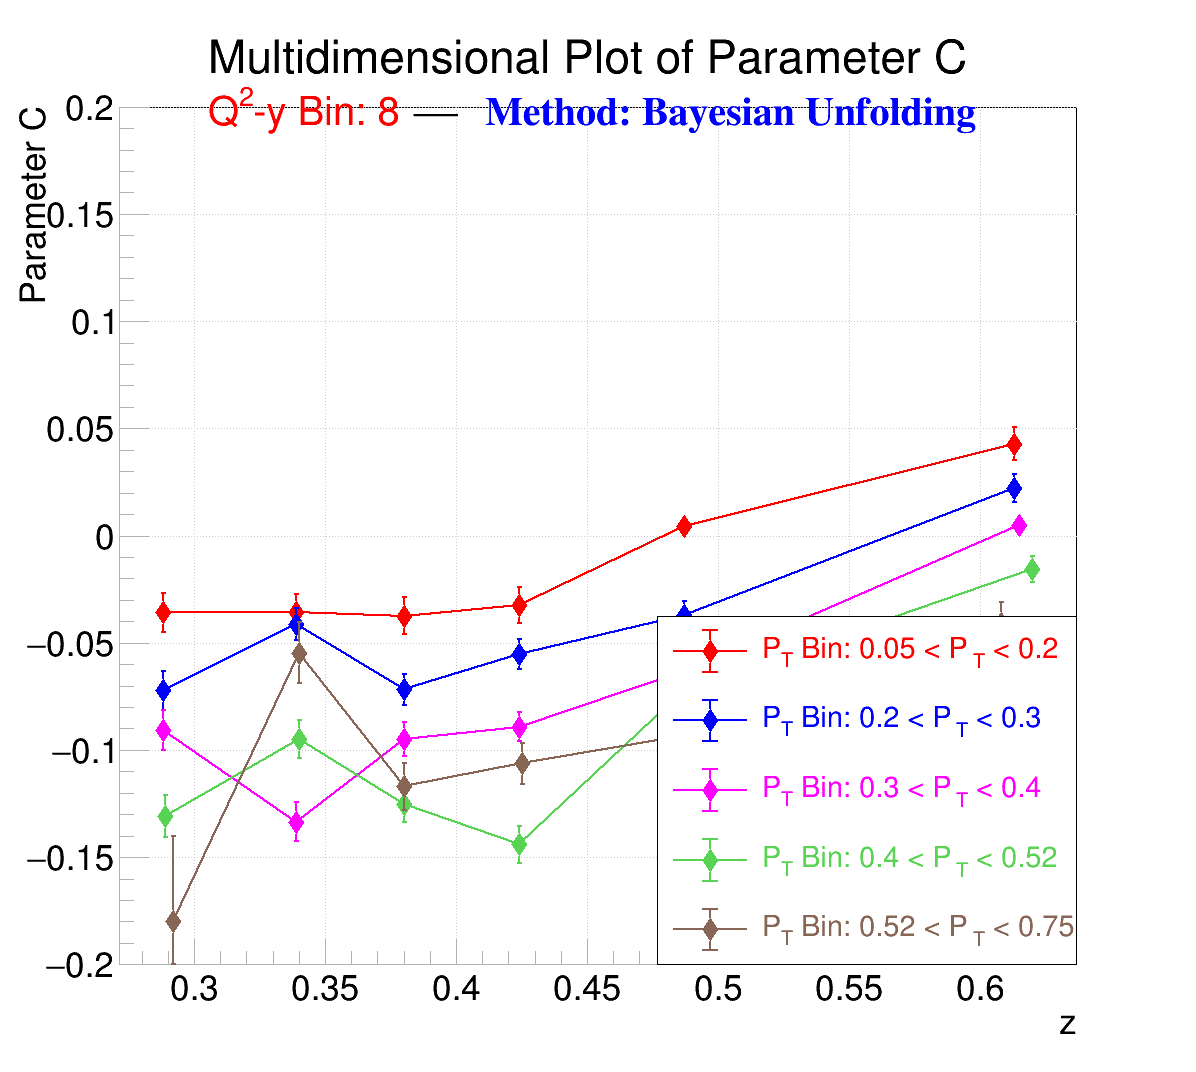 Multidimensional Plot of Parameter C
Q2-y Bin: 8 — Method: Bayesian Unfolding
Parameter C
0.2
0.15
0.1
0.05
0
−0.05
−0.1
−0.15
−0.2
PT Bin: 0.05 < PT < 0.2
PT Bin: 0.2 < PT < 0.3
PT Bin: 0.3 < PT < 0.4
PT Bin: 0.4 < PT < 0.52
PT Bin: 0.52 < PT < 0.75
0.3 0.35 0.4 0.45 0.5 0.55 0.6
z